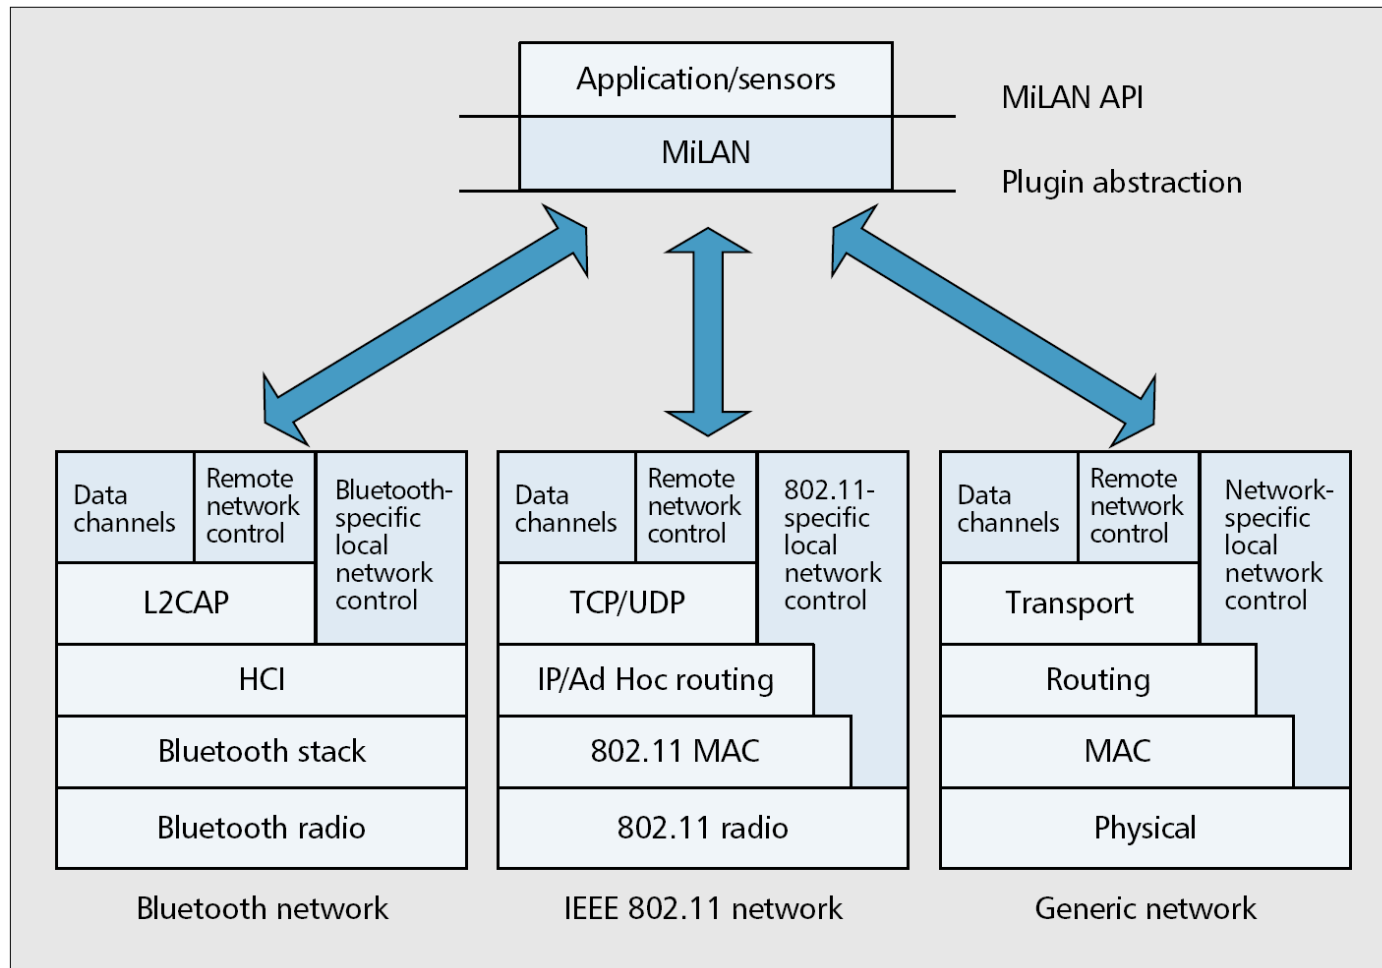 Application/sensors
MiLAN API
MiLAN
Plugin abstraction
Data
channels
Remote
network
control
Bluetooth-
specific
local
network
control
L2CAP
HCI
Bluetooth stack
Bluetooth radio
Bluetooth network
Data
channels
Remote
network
control
802.11-
specific
local
network
control
TCP/UDP
IP/Ad Hoc routing
802.11 MAC
802.11 radio
IEEE 802.11 network
Data
channels
Remote
network
control
Network-
specific
local
network
control
Transport
Routing
MAC
Physical
Generic network